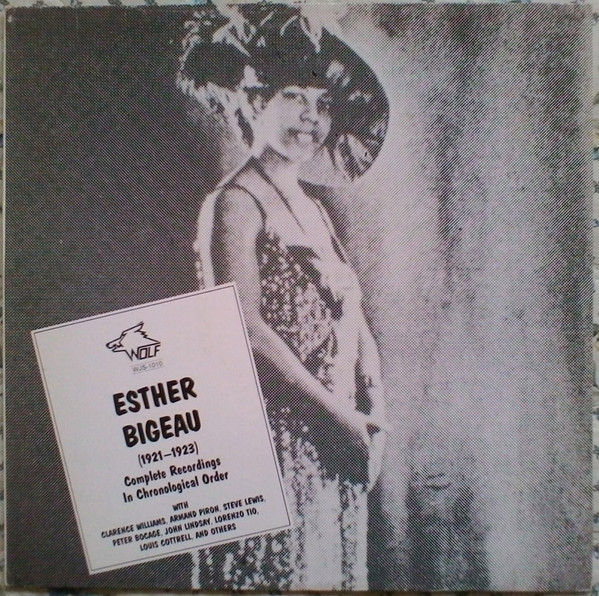 WOLF
WJS-1010
ESTHER
BIGEAU
(1921–1923)
Complete Recordings
In Chronological Order
WITH
CLARENCE WILLIAMS, ARMAND PIRON, STEVE LEWIS,
PETER BOCAGE, JOHN LINDSAY, LORENZO TIO,
LOUIS COTTRELL, AND OTHERS